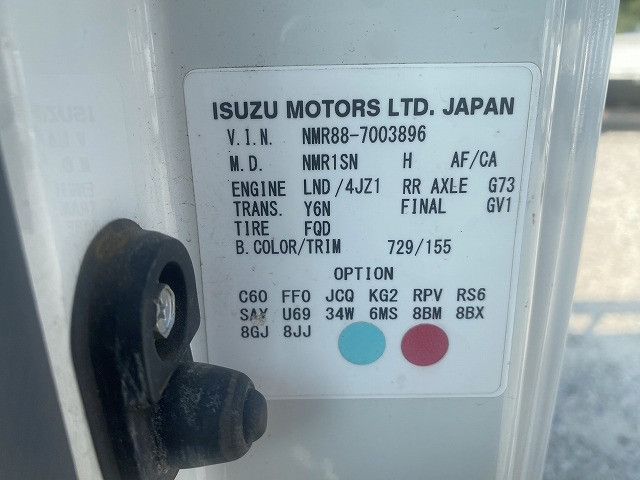 ISUZU MOTORS LTD. JAPAN
V.I.N. NMR88-7003896
M.D. NMR1SN H AF/CA
ENGINE LND/4JZ1 RR AXLE G73
TRANS. Y6N FINAL GV1
TIRE FQD
B.COLOR/TRIM 729/155
OPTION
C60 FF0 JCQ KG2 RPV RS6
SAY U69 34W 6MS 8BM 8BX
8GJ 8JJ